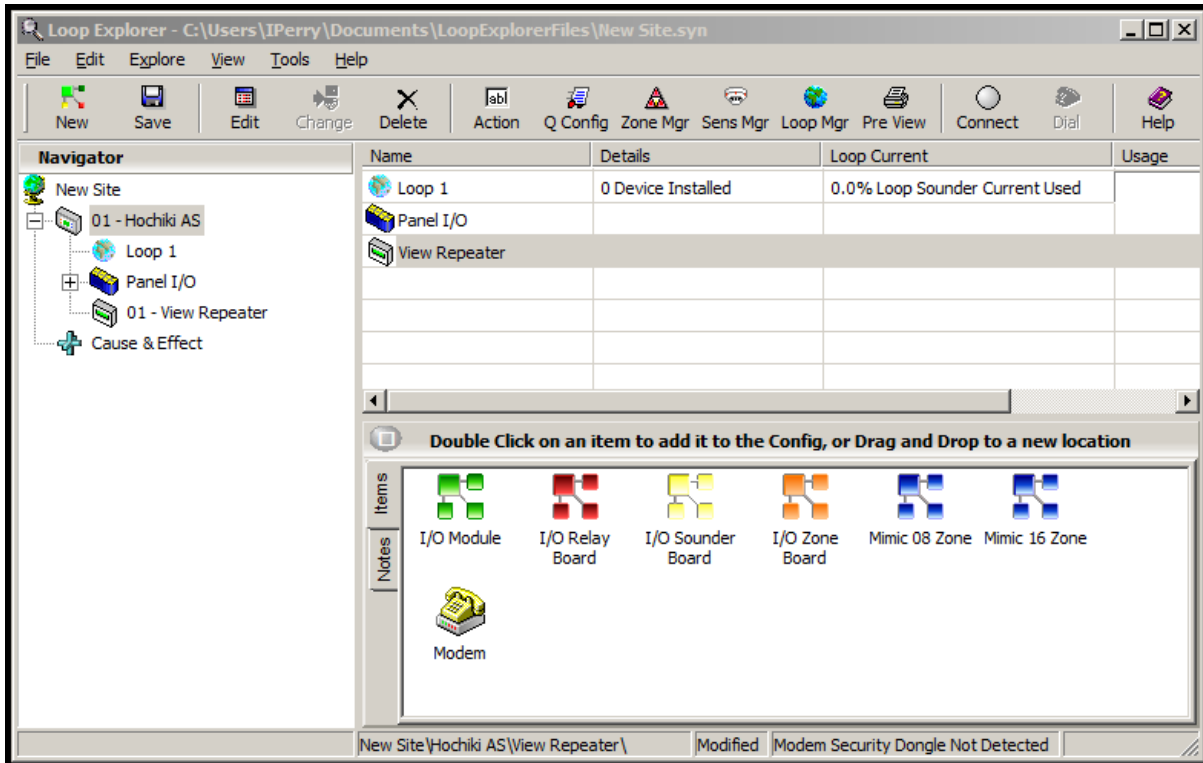 Loop Explorer - C:\Users\IPerry\Documents\LoopExplorerFiles\New Site.syn
File Edit Explore View Tools Help
New Save Edit Change Delete abl Action Q Config Zone Mgr Sens Mgr Loop Mgr Pre View Connect Dial Help
Navigator
New Site
01 - Hochiki AS
Loop 1
Panel I/O
01 - View Repeater
Cause & Effect
Name Details Loop Current Usage
Loop 1 0 Device Installed 0.0% Loop Sounder Current Used
Panel I/O
View Repeater
Double Click on an item to add it to the Config, or Drag and Drop to a new location
Items
Notes
I/O Module
I/O Relay
Board
I/O Sounder
Board
I/O Zone
Board
Mimic 08 Zone
Mimic 16 Zone
Modem
New Site\Hochiki AS\View Repeater\ Modified Modem Security Dongle Not Detected